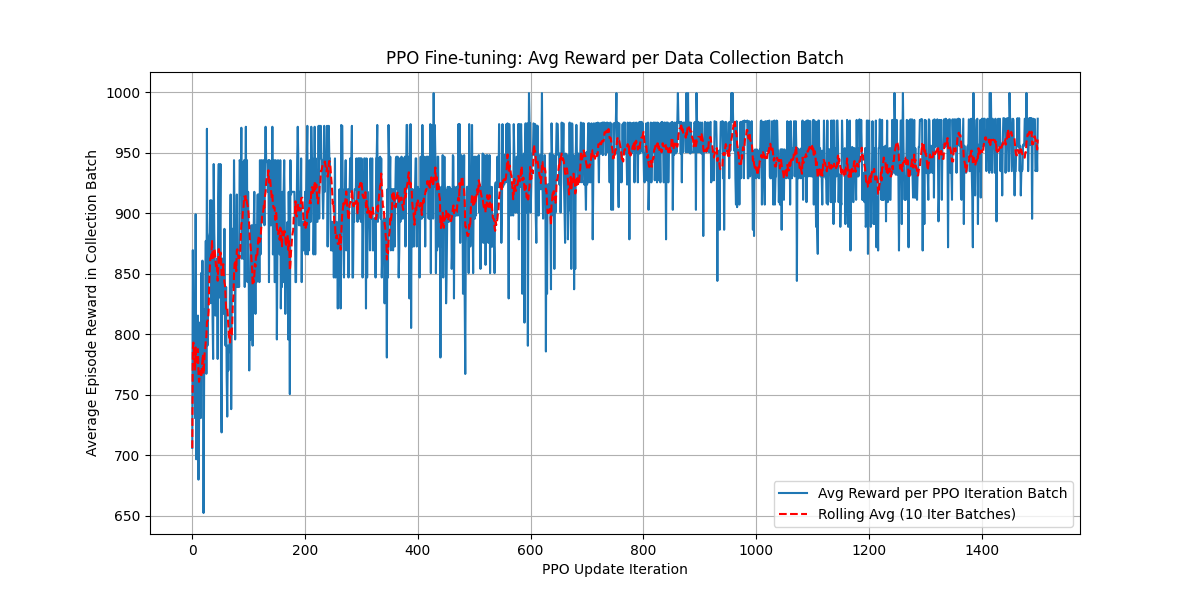 PPO Fine-tuning: Avg Reward per Data Collection Batch
Average Episode Reward in Collection Batch
1000
950
900
850
800
750
700
650
0 200 400 600 800 1000 1200 1400
PPO Update Iteration
Avg Reward per PPO Iteration Batch
Rolling Avg (10 Iter Batches)